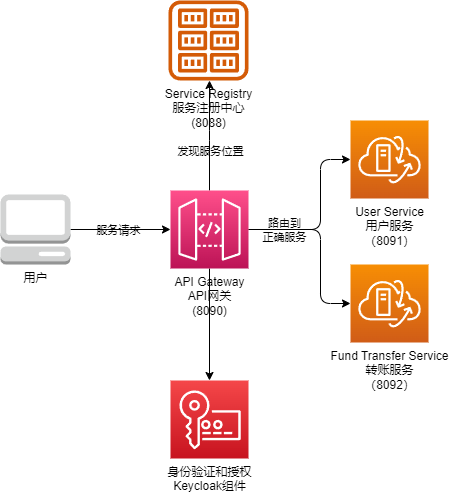 Service Registry
服务注册中心
(8088)
发现服务位置
User Service
用户服务
（8091）
服务请求
路由到
正确服务
用户
API Gateway
API网关
(8090)
Fund Transfer Service
转账服务
（8092）
身份验证和授权
Keycloak组件